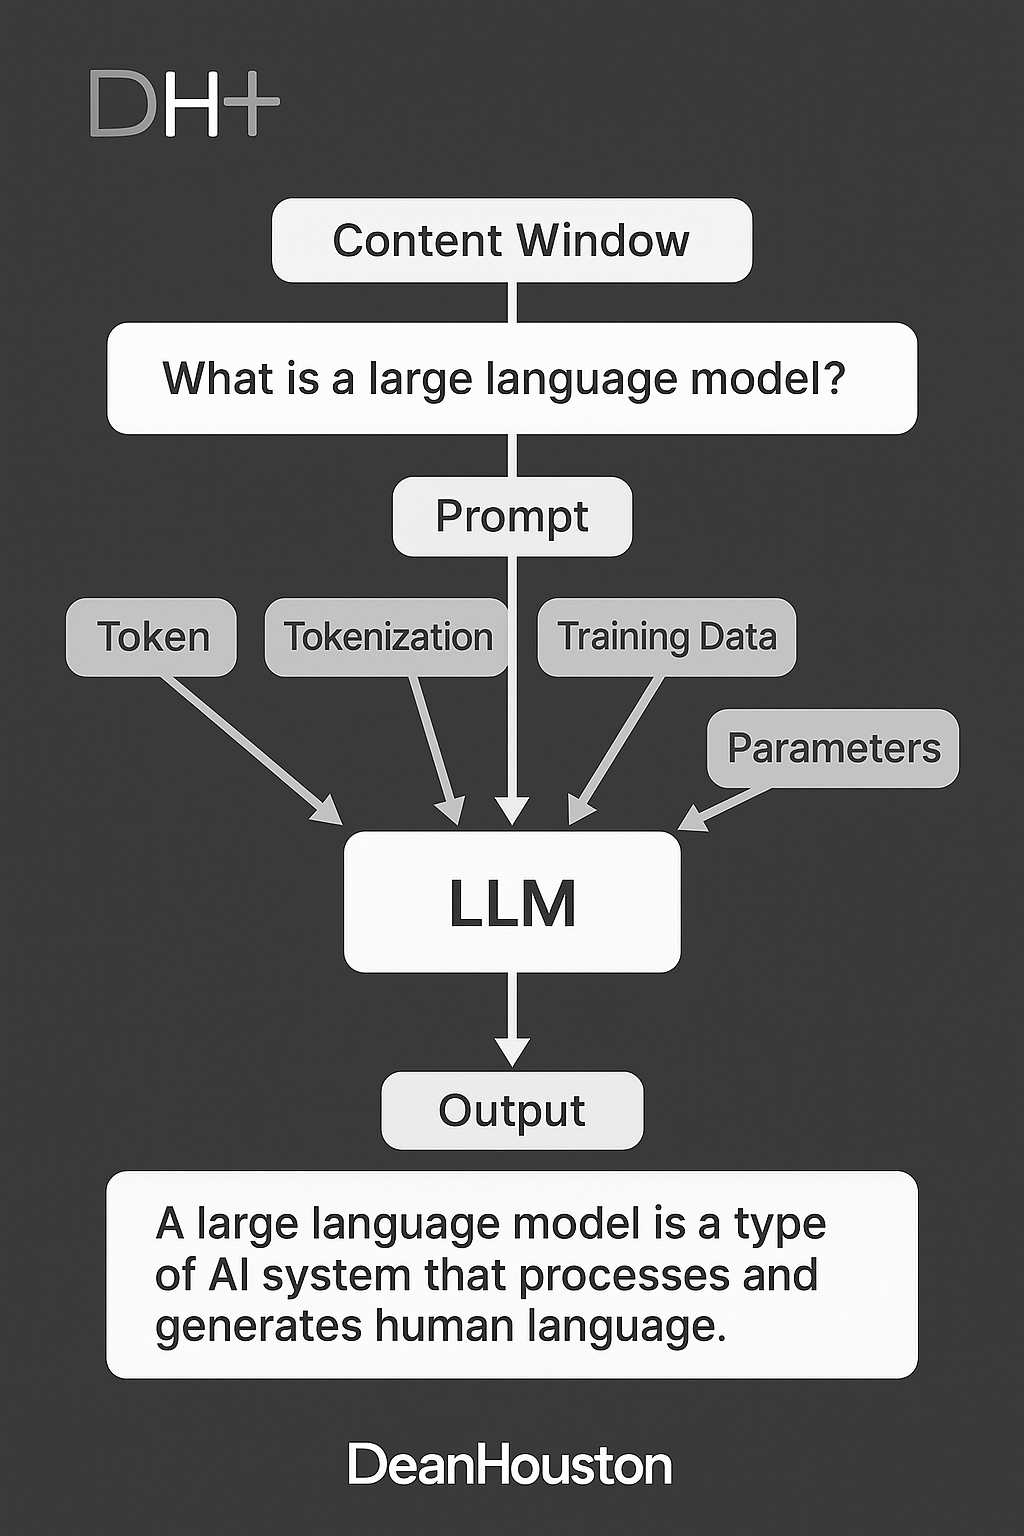 DH+
Content Window
What is a large language model?
Prompt
Token
Tokenization
Training Data
Parameters
LLM
Output
A large language model is a type
of AI system that processes and
generates human language.
DeanHouston